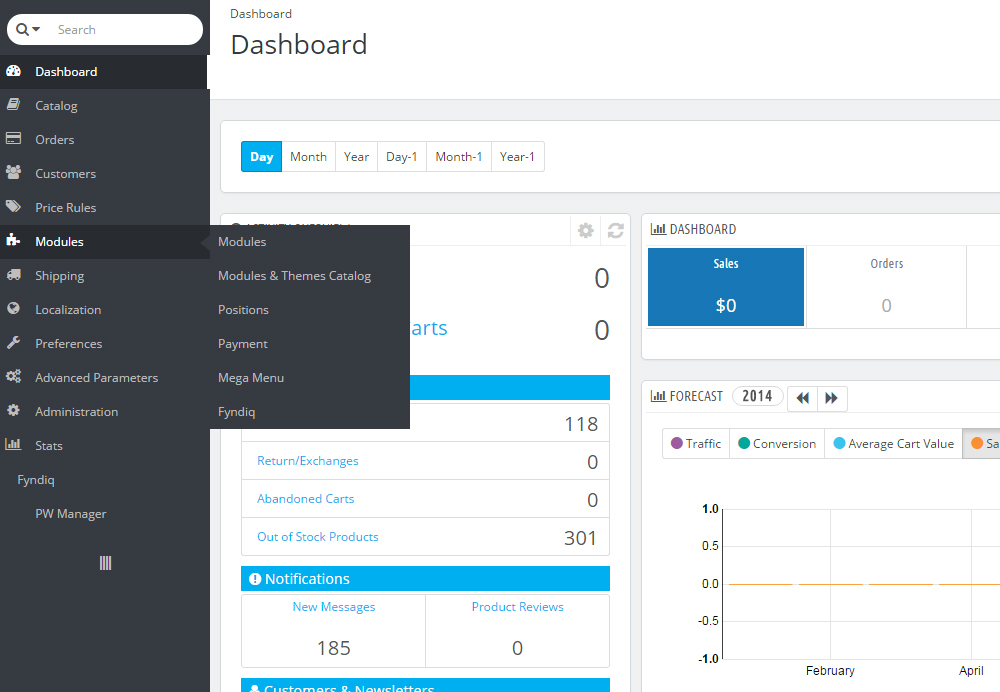 Search
Dashboard
Catalog
Orders
Customers
Price Rules
Modules
Shipping
Localization
Preferences
Advanced Parameters
Administration
Stats
Fyndiq
PW Manager
Modules
Modules & Themes Catalog
Positions
Payment
Mega Menu
Fyndiq
Dashboard
Dashboard
Day Month Year Day-1 Month-1 Year-1
0
arts 0
118
Return/Exchanges 0
Abandoned Carts 0
Out of Stock Products 301
Notifications
New Messages Product Reviews
185 0
Customers & Newsletters
DASHBOARD
Sales Orders
$0 0
FORECAST 2014
Traffic Conversion Average Cart Value Sa
1.0
0.5
0.0
-0.5
-1.0
February April